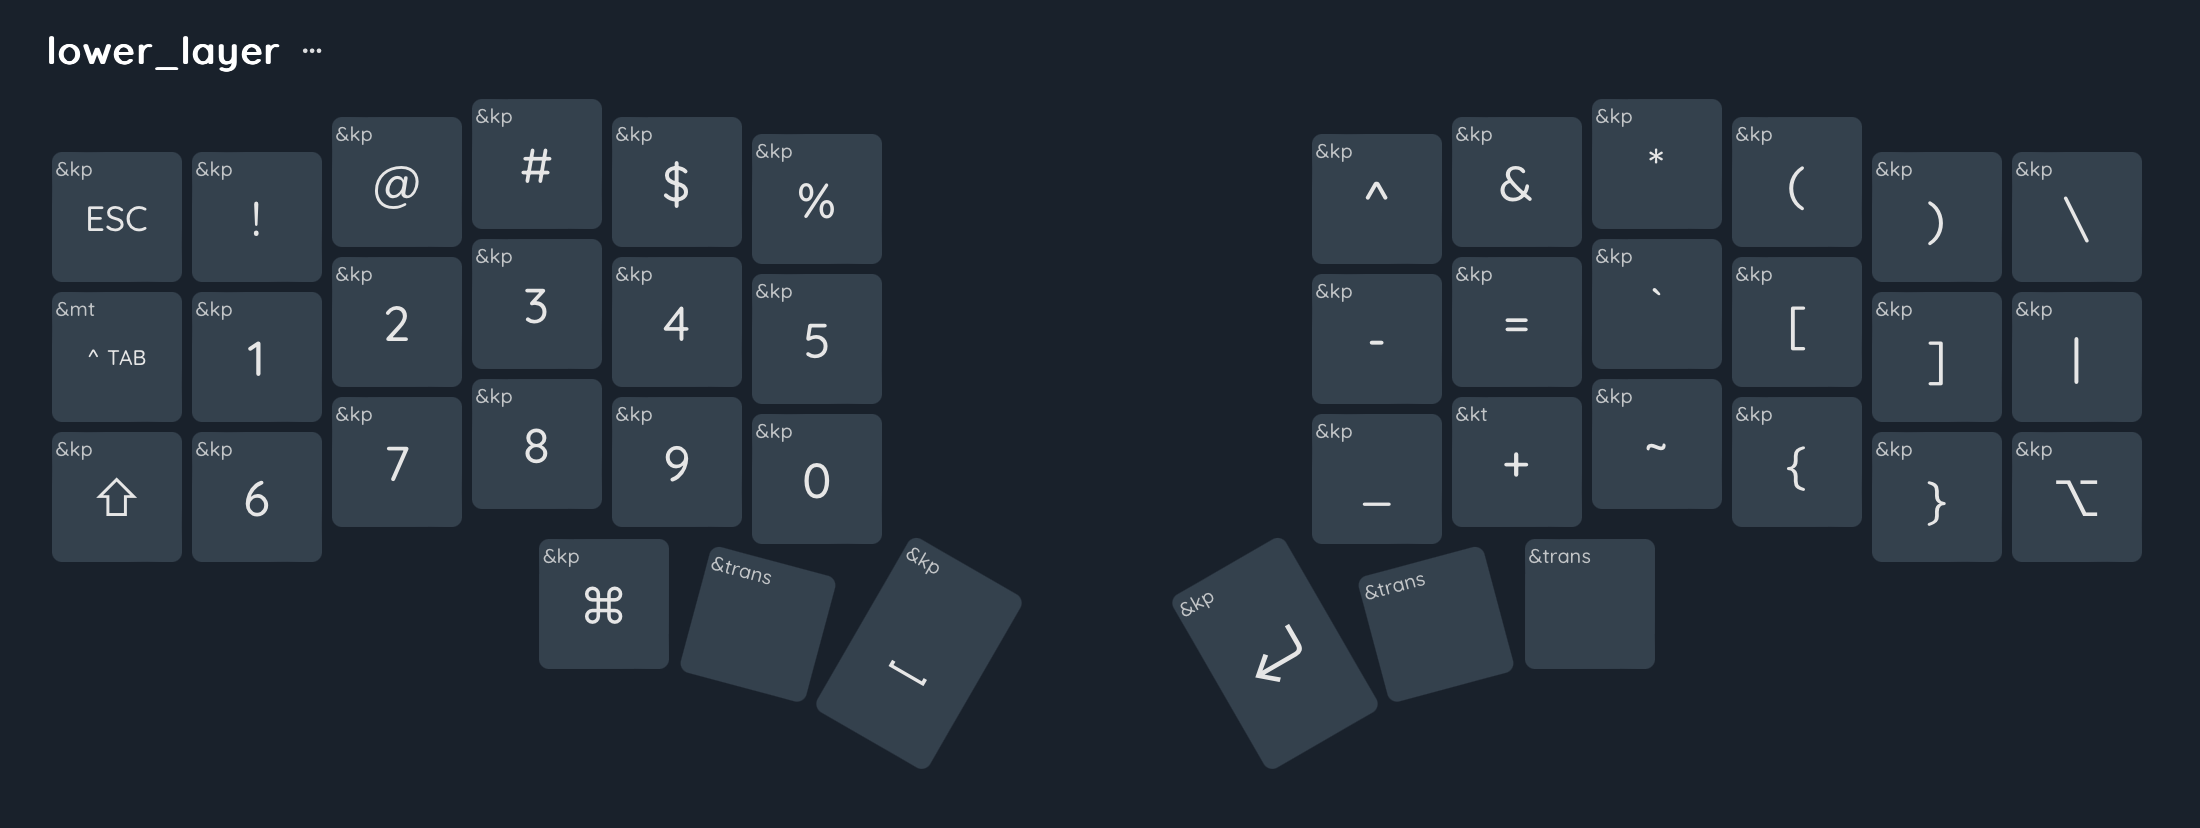 lower_layer ...
&kp ESC &kp ! &kp @ &kp # &kp $ &kp % &kp ^ &kp & &kp * &kp ( &kp ) &kp \
&mt ^ TAB &kp 1 &kp 2 &kp 3 &kp 4 &kp 5 &kp - &kp = &kp ` &kp [ &kp ] &kp |
&kp ⇧ &kp 6 &kp 7 &kp 8 &kp 9 &kp 0 &kp _ &kt + &kp ~ &kp { &kp } &kp ⌥
&kp ⌘ &trans &kp ⎵ &kp ⏎ &trans &trans